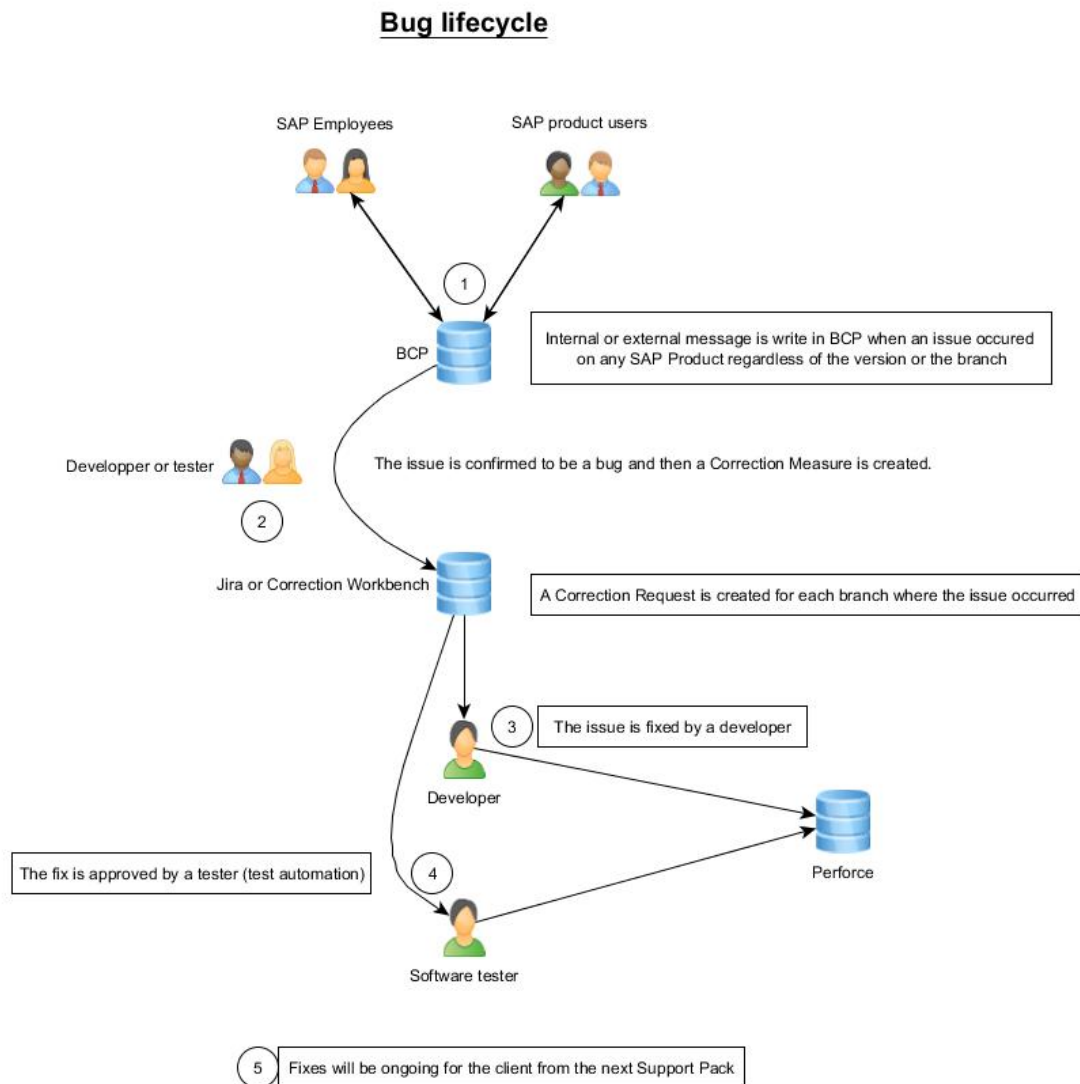 Bug lifecycle
SAP Employees
SAP product users
1
BCP
Internal or external message is write in BCP when an issue occured
on any SAP Product regardless of the version or the branch
Developper or tester
The issue is confirmed to be a bug and then a Correction Measure is created.
2
Jira or Correction Workbench
A Correction Request is created for each branch where the issue occurred
3
The issue is fixed by a developer
Developer
Perforce
The fix is approved by a tester (test automation)
4
Software tester
5
Fixes will be ongoing for the client from the next Support Pack